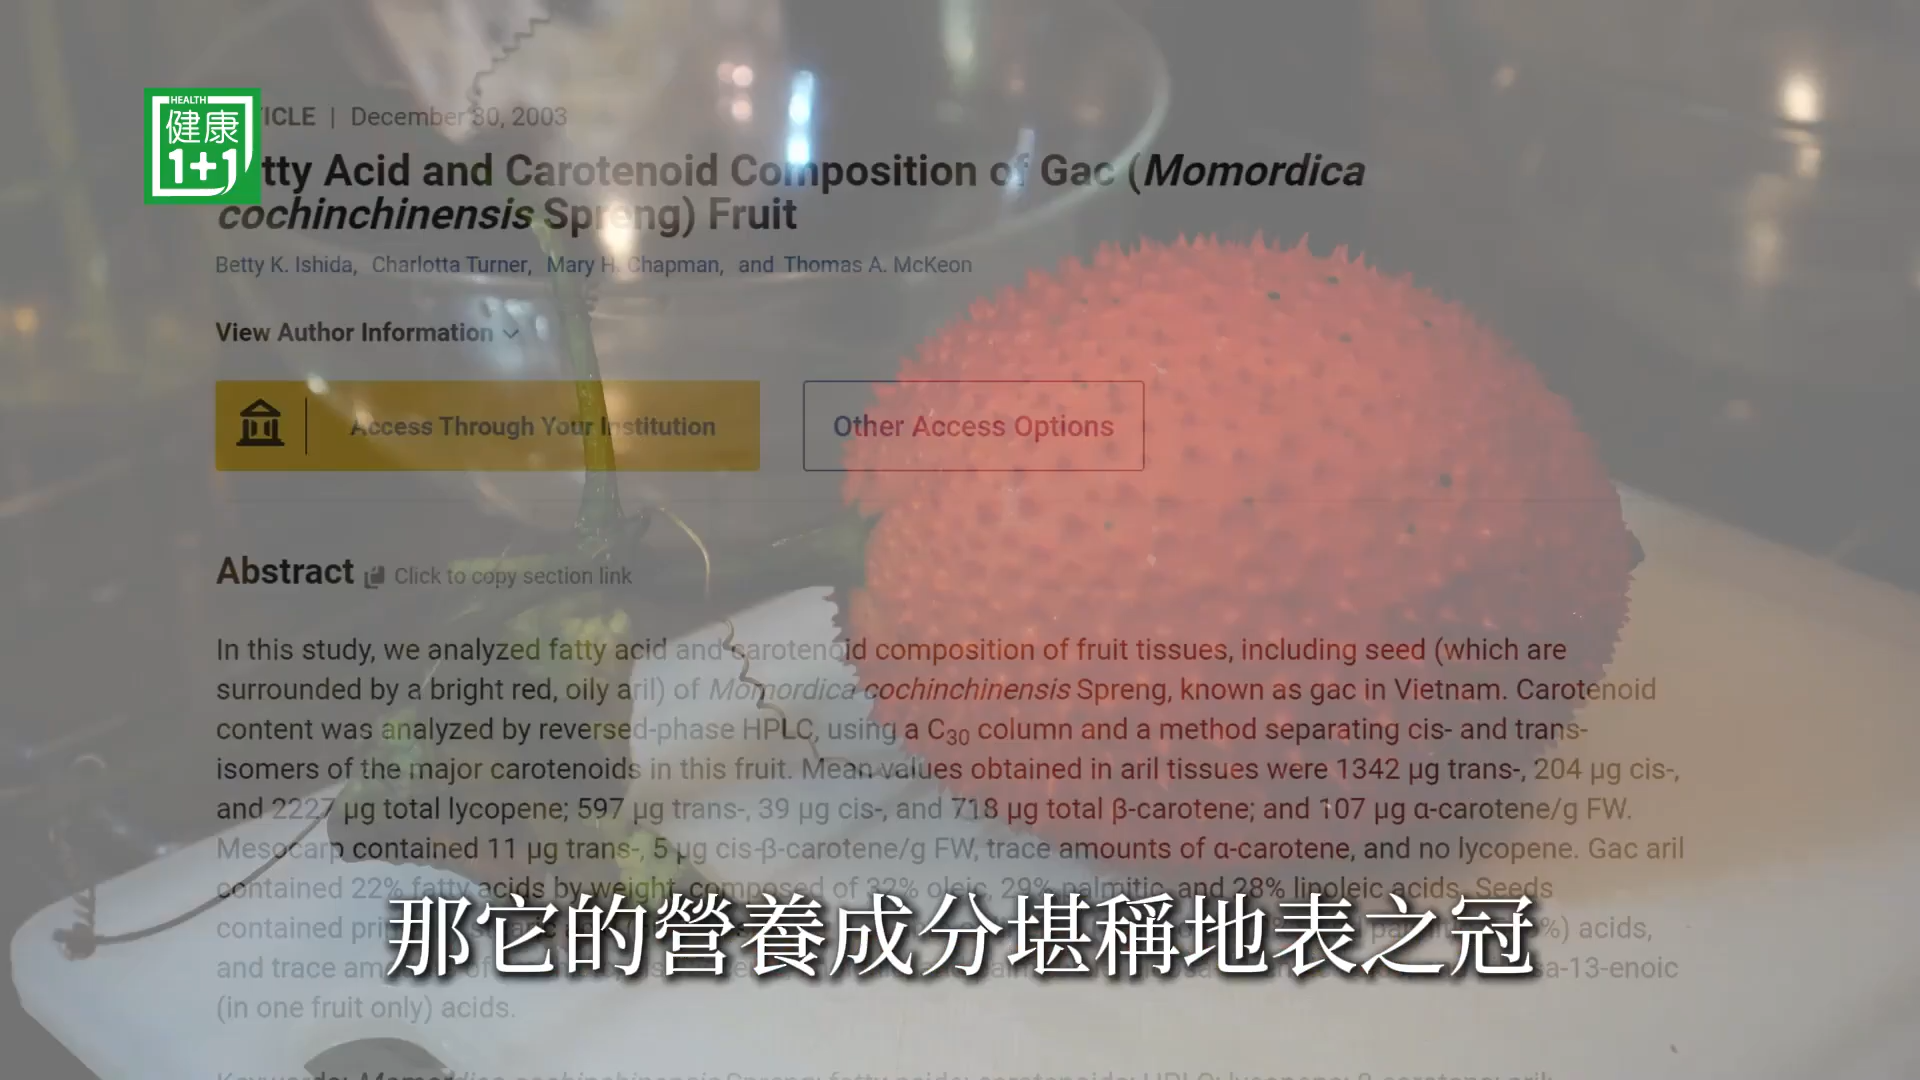 HEALTH
健康
1+1
ICLE | December 30, 2003
tty Acid and Carotenoid Composition of Gac (Momordica
cochinchinensis Spreng) Fruit
Betty K. Ishida, Charlotta Turner, Mary H. Chapman, and Thomas A. McKeon
View Author Information
Access Through Your Institution
Other Access Options
Abstract Click to copy section link
In this study, we analyzed fatty acid and carotenoid composition of fruit tissues, including seed (which are
surrounded by a bright red, oily aril) of Momordica cochinchinensis Spreng, known as gac in Vietnam. Carotenoid
content was analyzed by reversed-phase HPLC, using a C30 column and a method separating cis- and trans-
isomers of the major carotenoids in this fruit. Mean values obtained in aril tissues were 1342 μg trans-, 204 μg cis-,
and 2227 μg total lycopene; 597 μg trans-, 39 μg cis-, and 718 μg total β-carotene; and 107 μg α-carotene/g FW.
Mesocarp contained 11 μg trans-, 5 μg cis-β-carotene/g FW, trace amounts of α-carotene, and no lycopene. Gac aril
contained 22% fatty acids by weight, composed of 32% oleic, 29% palmitic, and 28% linoleic acids. Seeds
contained %) acids,
and trace sa-13-enoic
(in one fruit only) acids.
那它的營養成分堪稱地表之冠